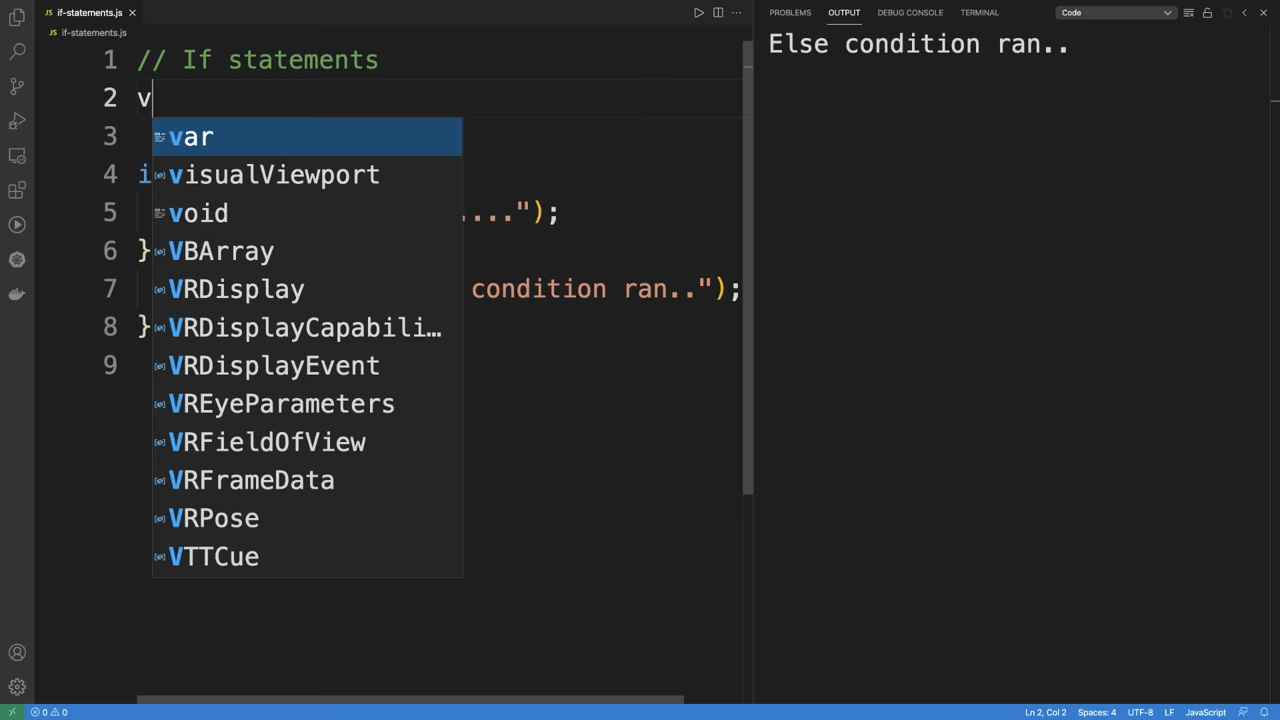 JS if-statements.js
PROBLEMS OUTPUT DEBUG CONSOLE TERMINAL Code
JS if-statements.js
Else condition ran..
1 // If statements
2 v
3 var
4 i visualViewport
5 void ....");
6 } VBArray
7 VRDisplay condition ran..");
8 } VRDisplayCapabili…
9 VRDisplayEvent
VREyeParameters
VRFieldOfView
VRFrameData
VRPose
VTTCue
0 0 Ln 2, Col 2 Spaces: 4 UTF-8 LF JavaScript